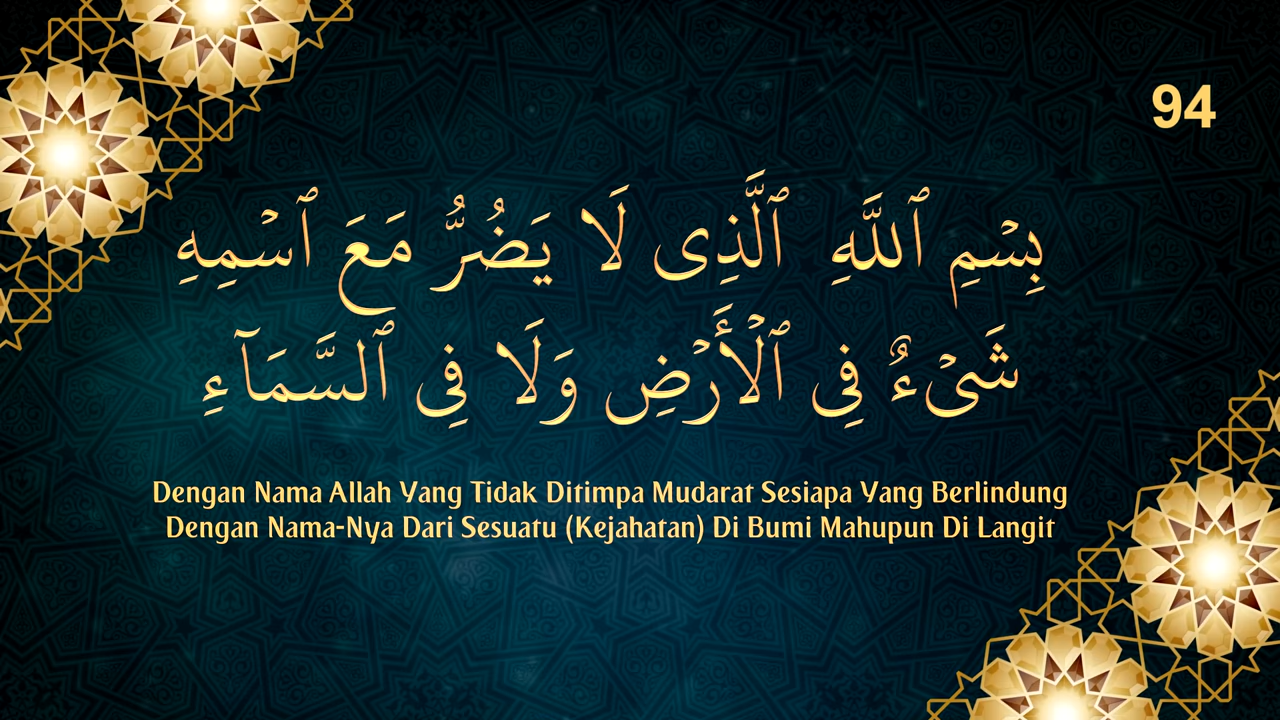 94
بِسۡمِ ٱللَّهِ ٱلَّذِى لَا يَضُرُّ مَعَ ٱسۡمِهِ
شَىۡءٌ فِى ٱلۡأَرۡضِ وَلَا فِى ٱلسَّمَآءِ
Dengan Nama Allah Yang Tidak Ditimpa Mudarat Sesiapa Yang Berlindung
Dengan Nama-Nya Dari Sesuatu (Kejahatan) Di Bumi Mahupun Di Langit